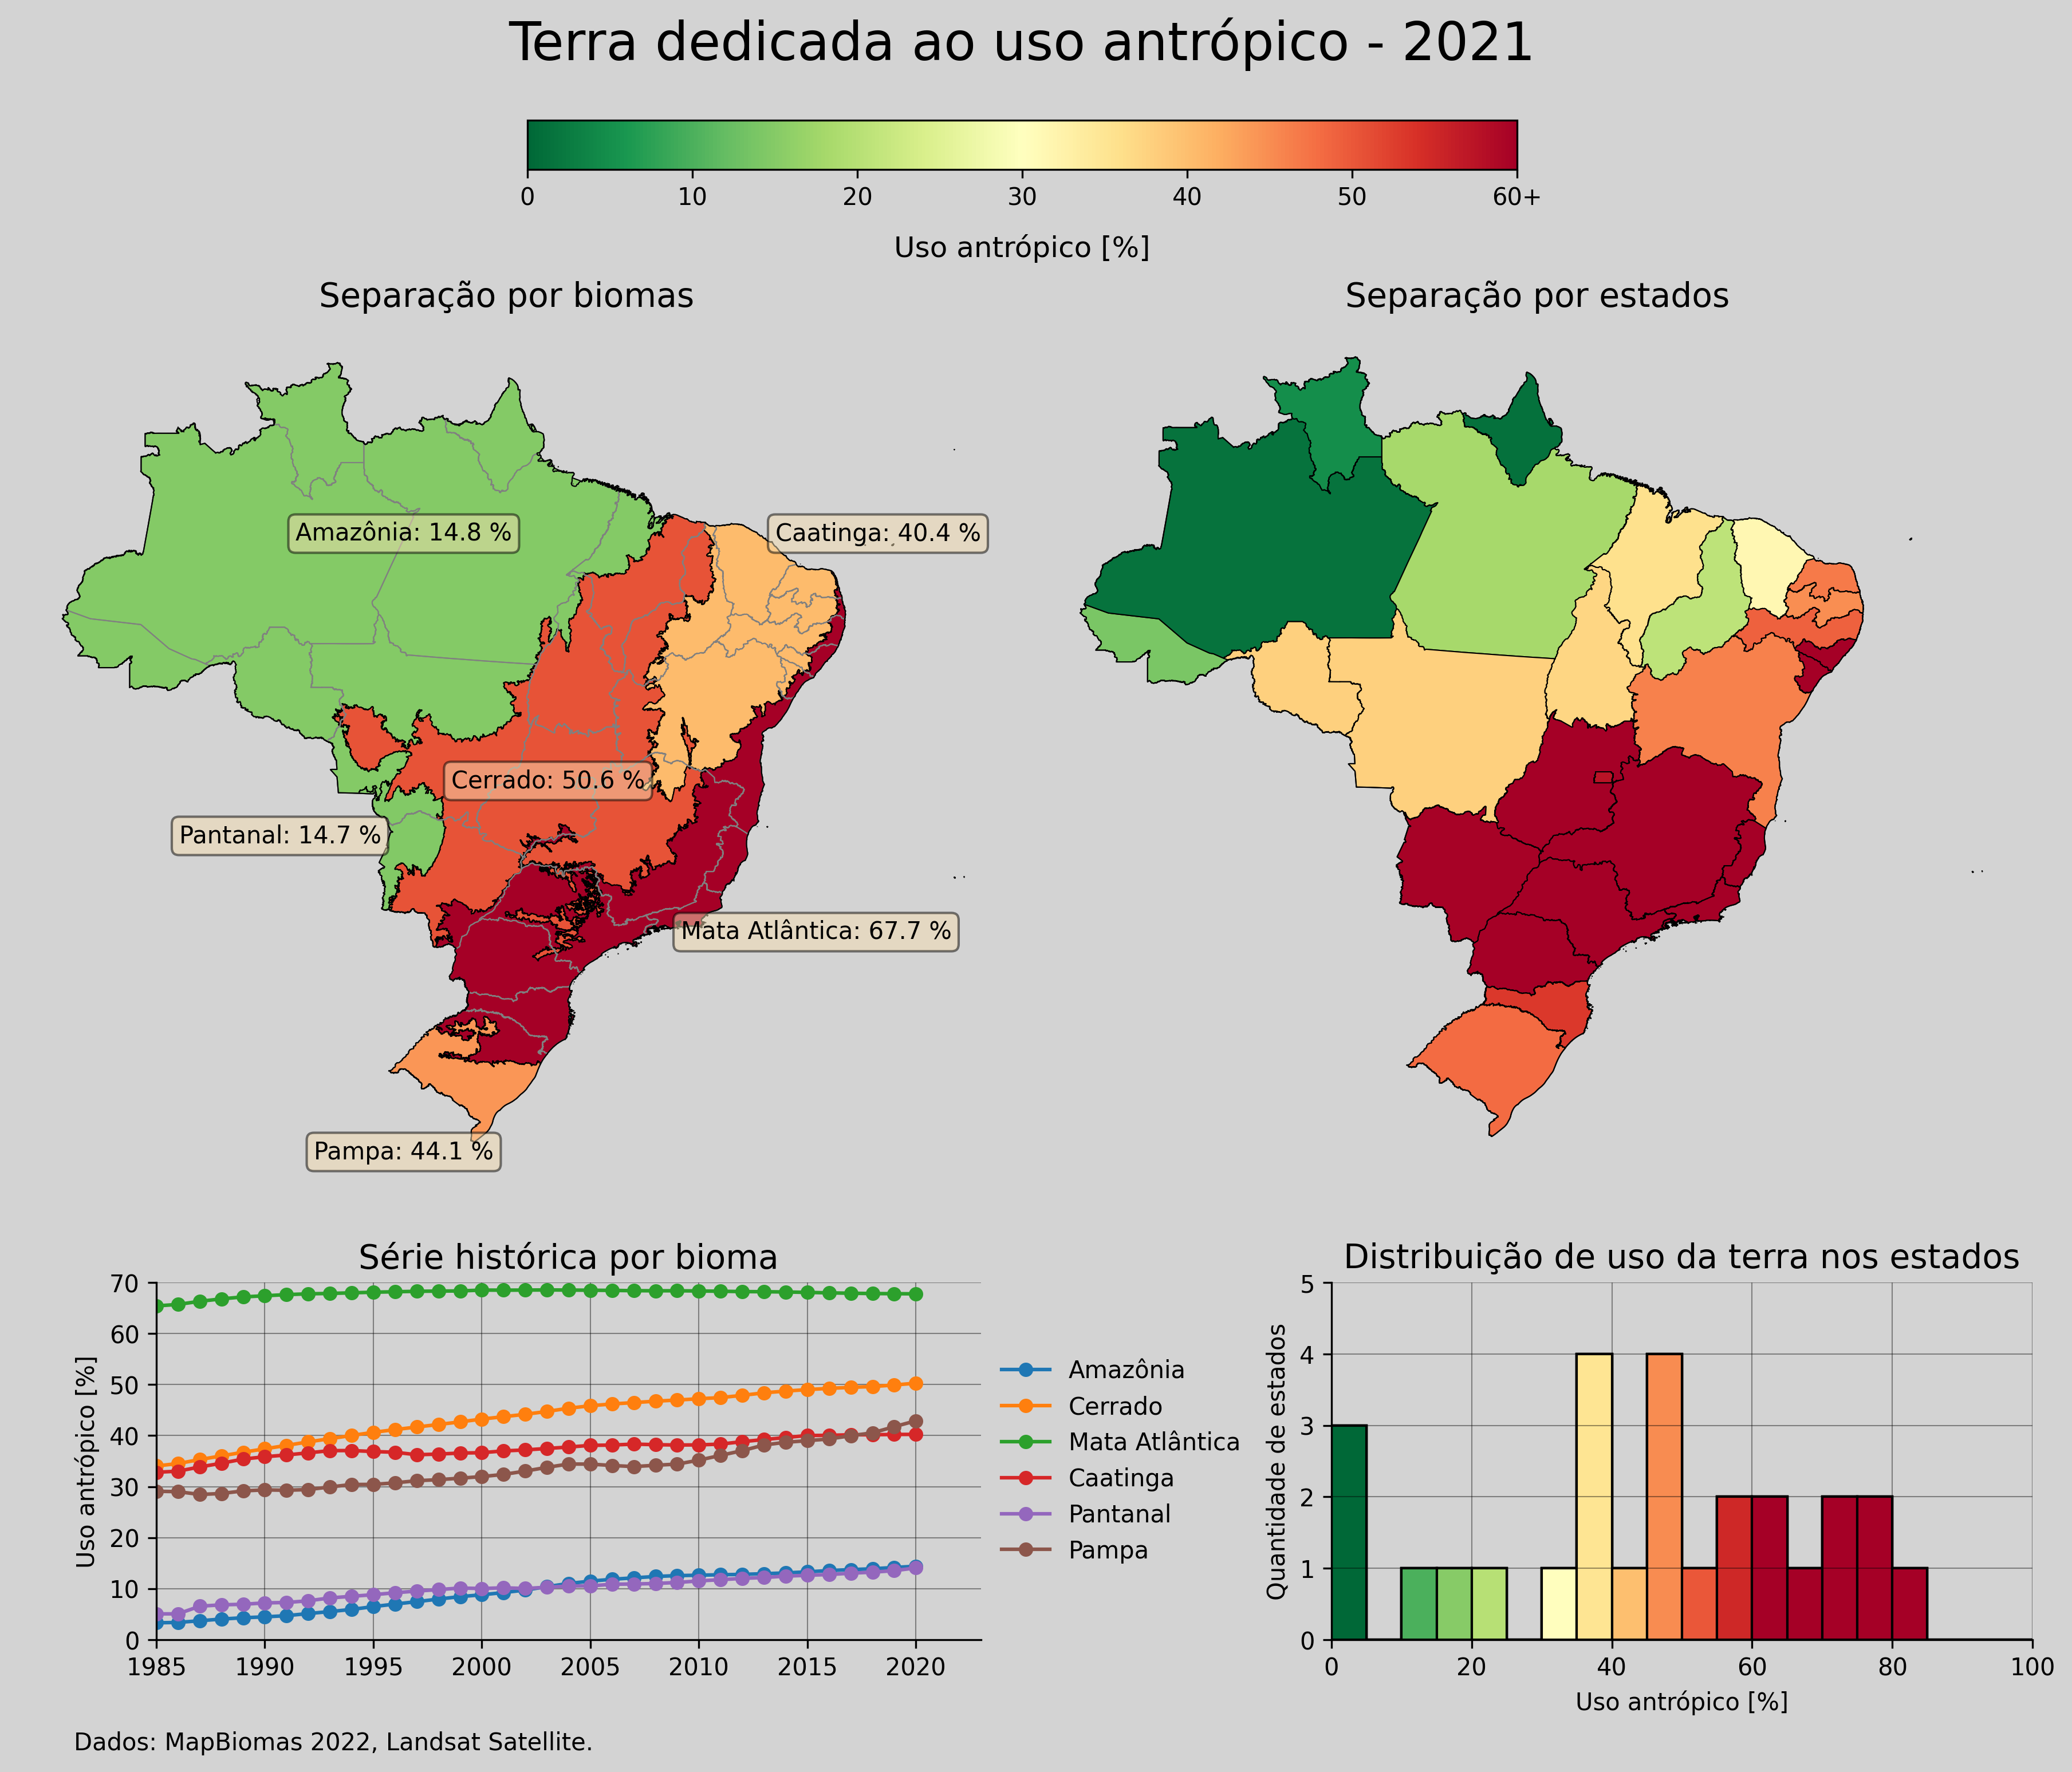 Terra dedicada ao uso antrópico - 2021
0 10 20 30 40 50 60+
Uso antrópico [%]
Separação por biomas
Separação por estados
Amazônia: 14.8 %
Caatinga: 40.4 %
Cerrado: 50.6 %
Pantanal: 14.7 %
Mata Atlântica: 67.7 %
Pampa: 44.1 %
Série histórica por bioma
70
60
50
40
30
20
10
0
Uso antrópico [%]
1985 1990 1995 2000 2005 2010 2015 2020
Amazônia
Cerrado
Mata Atlântica
Caatinga
Pantanal
Pampa
Distribuição de uso da terra nos estados
5
4
3
2
1
0
Quantidade de estados
0 20 40 60 80 100
Uso antrópico [%]
Dados: MapBiomas 2022, Landsat Satellite.